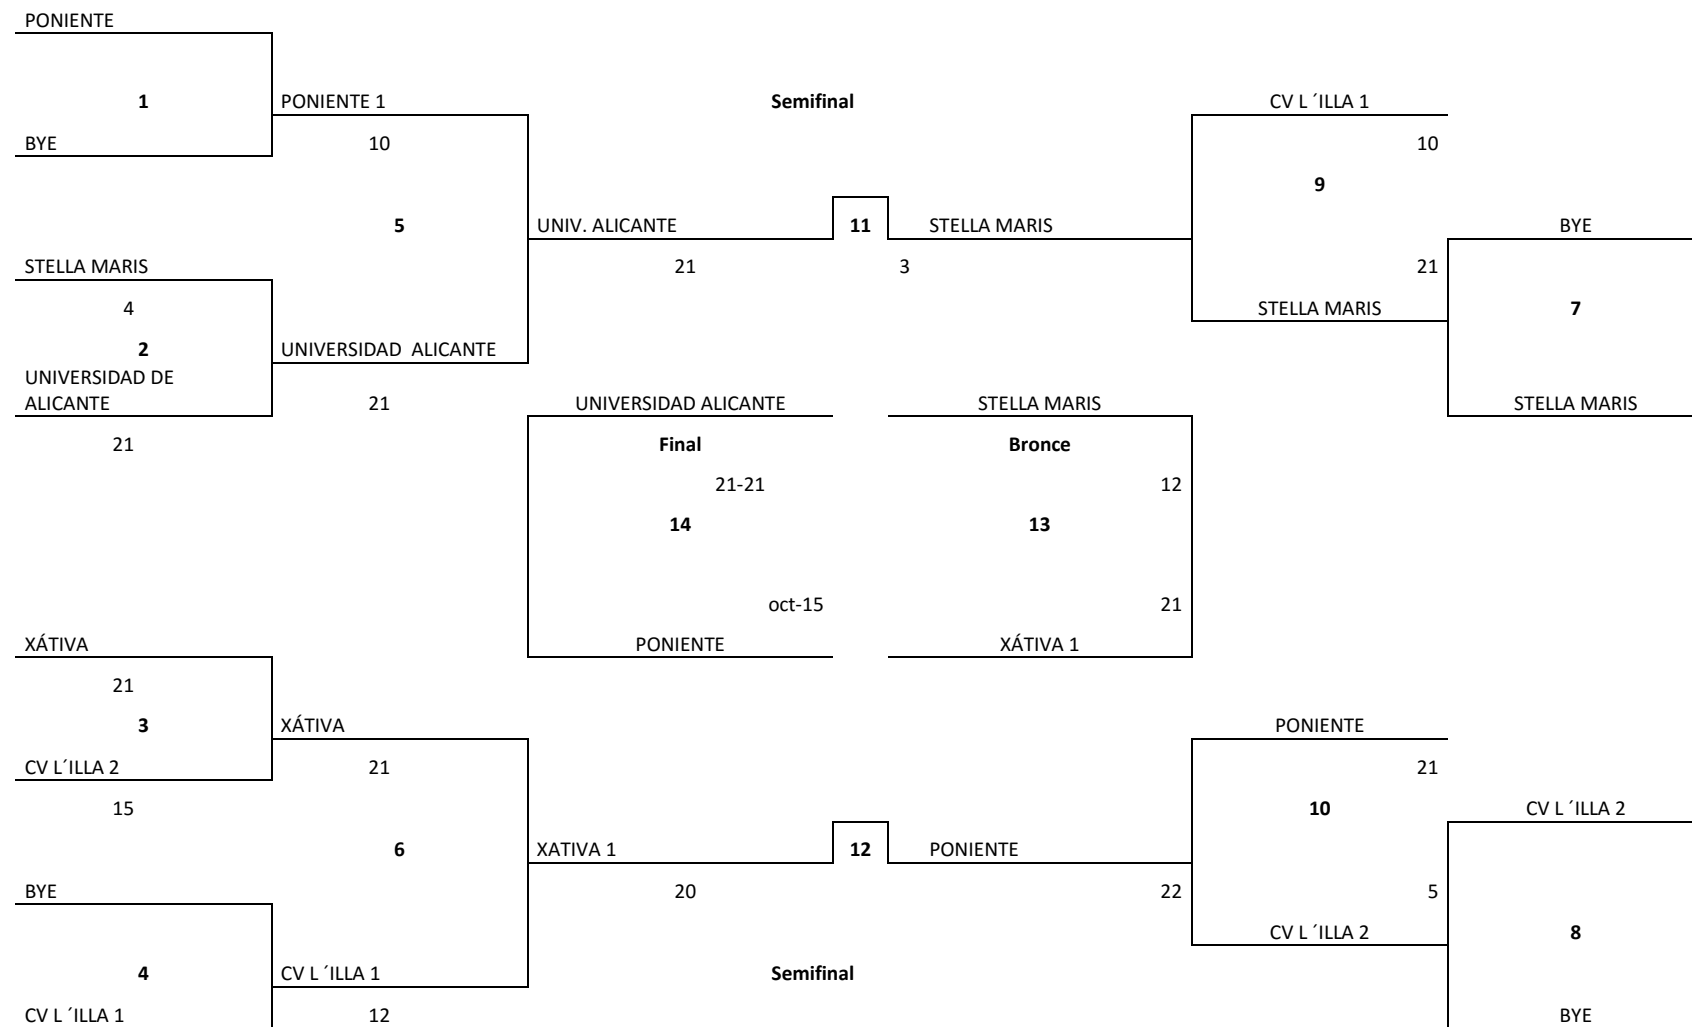 PONIENTE
1
PONIENTE 1
Semifinal
CV L ´ILLA 1
BYE
10
10
9
5
UNIV. ALICANTE
11
STELLA MARIS
BYE
STELLA MARIS
21
3
21
4
STELLA MARIS
7
2
UNIVERSIDAD  ALICANTE
UNIVERSIDAD DE
ALICANTE
21
UNIVERSIDAD ALICANTE
STELLA MARIS
STELLA MARIS
21
Final
Bronce
21-21
12
14
13
oct-15
21
XÁTIVA
PONIENTE
XÁTIVA 1
21
3
XÁTIVA
PONIENTE
CV L´ILLA 2
21
21
15
10
CV L ´ILLA 2
6
XATIVA 1
12
PONIENTE
BYE
20
22
5
CV L ´ILLA 2
8
4
CV L ´ILLA 1
Semifinal
CV L ´ILLA 1
12
BYE